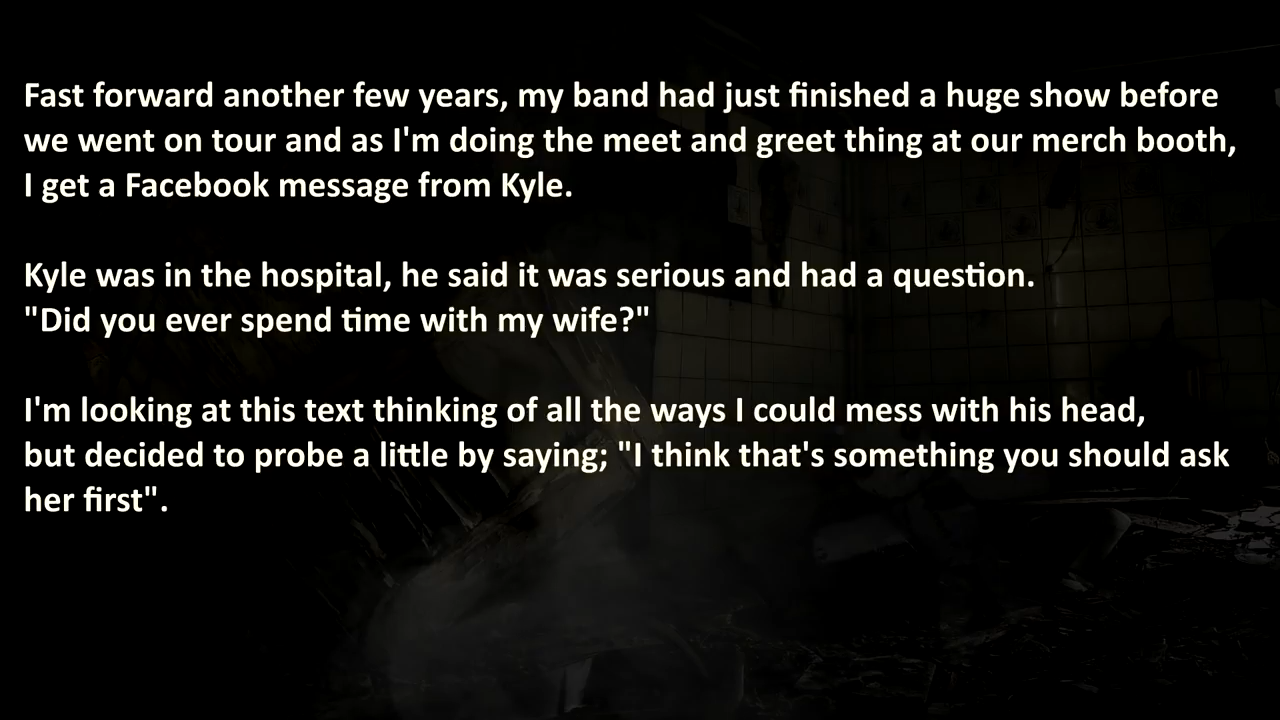 Fast forward another few years, my band had just finished a huge show before
we went on tour and as I'm doing the meet and greet thing at our merch booth,
I get a Facebook message from Kyle.
Kyle was in the hospital, he said it was serious and had a question.
"Did you ever spend time with my wife?"
I'm looking at this text thinking of all the ways I could mess with his head,
but decided to probe a little by saying; "I think that's something you should ask
her first".